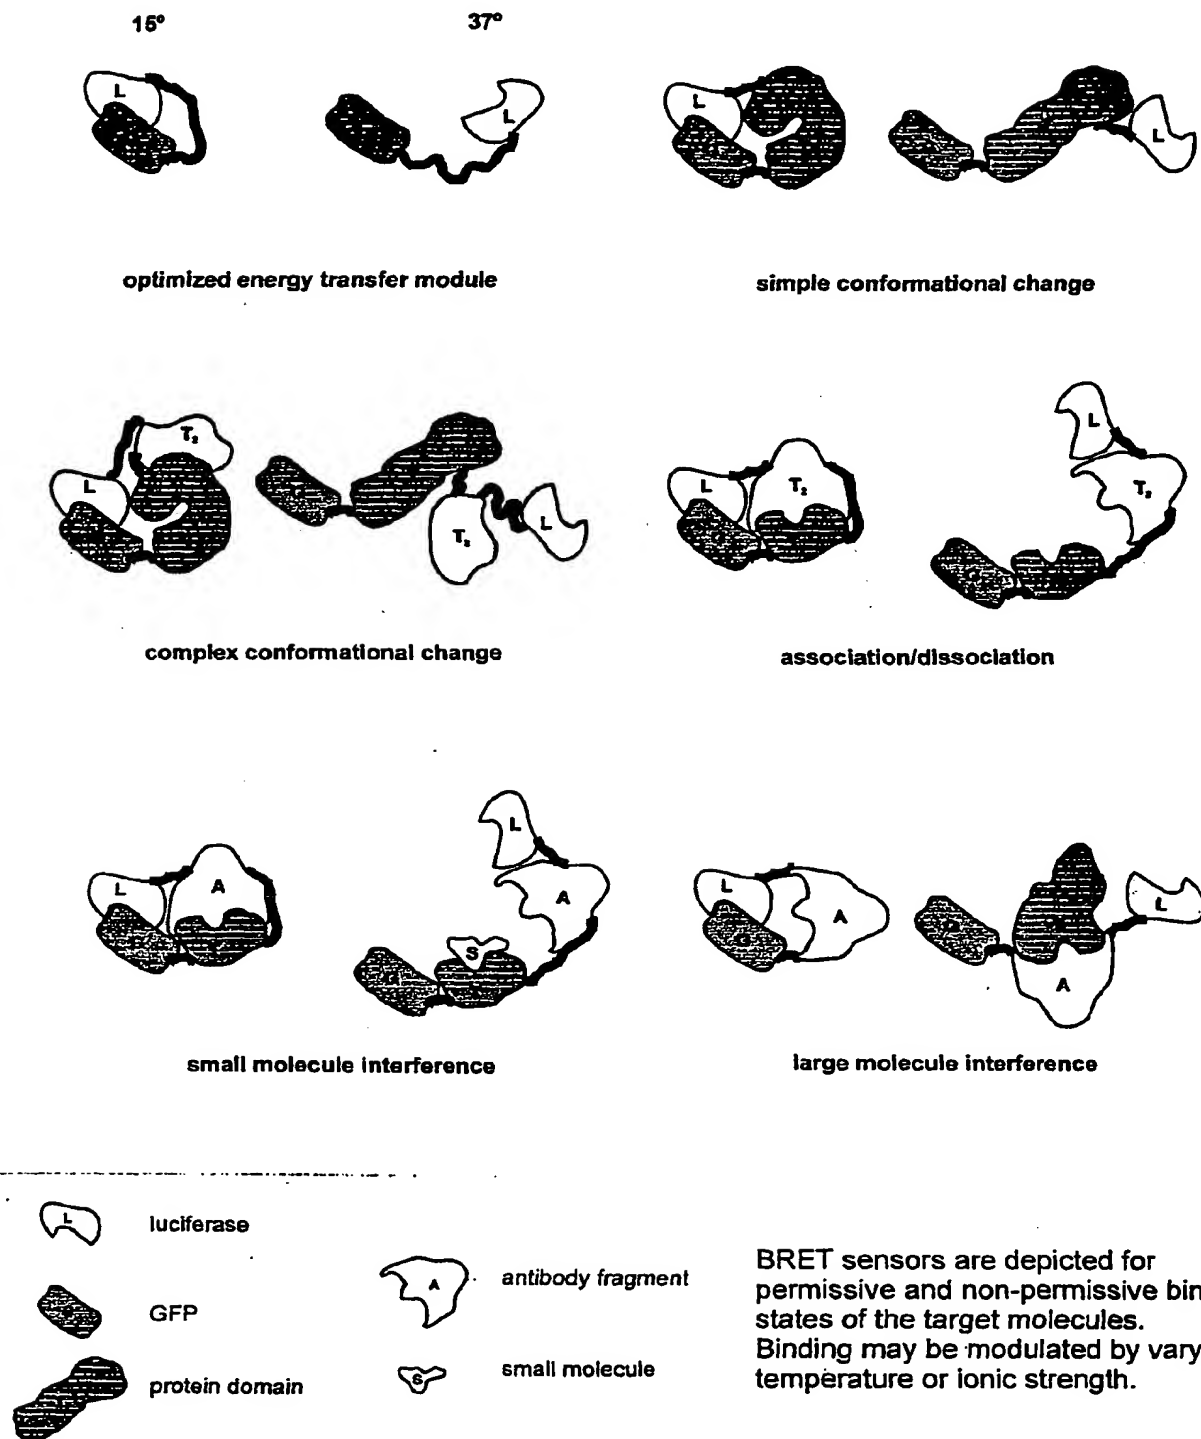 15° 37°
L L L L
optimized energy transfer module
simple conformational change
T₂ L L T₂ L L T₂ T₂
complex conformational change
association/dissociation
L A L A S L G A L A
small molecule interference
large molecule interference
L luciferase
GFP
protein domain
A antibody fragment
S small molecule
BRET sensors are depicted for
permissive and non-permissive bin
states of the target molecules.
Binding may be modulated by vary
temperature or ionic strength.